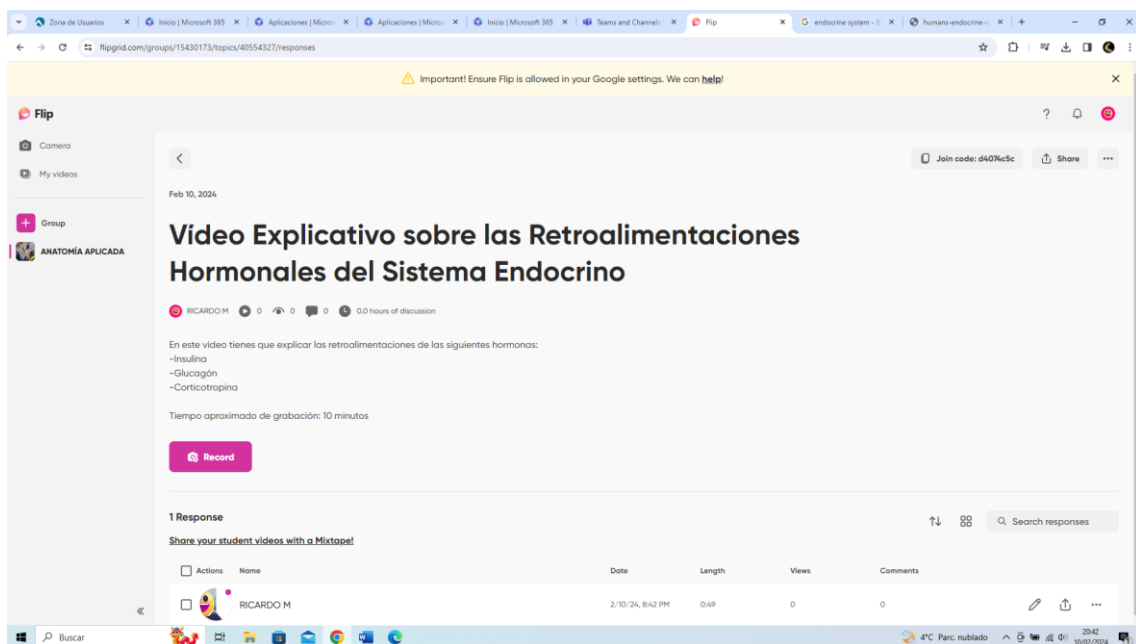 Zona de Usuarios
Inicio | Microsoft 365
Aplicaciones | Micros
Aplicaciones | Micros
Inicio | Microsoft 365
Teams and Channels |
Flip
endocrine system - B
humans-endocrine-s
flipgrid.com/groups/15430173/topics/40554327/responses
Important! Ensure Flip is allowed in your Google settings. We can help!
Flip
Camera
My videos
Group
ANATOMÍA APLICADA
Join code: d4074c5c
Share
Feb 10, 2024
Vídeo Explicativo sobre las Retroalimentaciones
Hormonales del Sistema Endocrino
RICARDO M 0 0 0 0.0 hours of discussion
En este vídeo tienes que explicar las retroalimentaciones de las siguientes hormonas:
-Insulina
-Glucagón
-Corticotropina
Tiempo aproximado de grabación: 10 minutos
Record
1 Response
Search responses
Share your student videos with a Mixtape!
Actions Name Date Length Views Comments
RICARDO M 2/10/24, 8:42 PM 0:49 0 0
Buscar
4°C Parc. nublado
20:42
10/02/2024